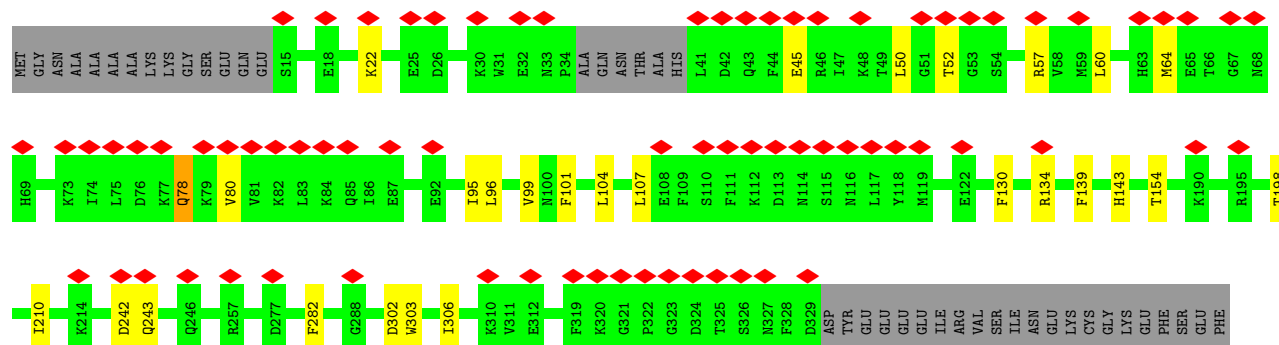 MET GLY ASN ALA ALA ALA ALA LYS LYS GLY SER GLU GLN GLU S15 E18 K22 E25 D26 K30 W31 E32 N33 P34 ALA GLN ASN THR ALA HIS L41 D42 Q43 F44 E45 R46 I47 K48 T49 L50 G51 T52 G53 S54 R57 V58 M59 L60 H63 M64 E65 T66 G67 N68
H69 K73 I74 L75 D76 K77 Q78 K79 V80 V81 K82 L83 K84 Q85 I86 E87 E92 I95 L96 V99 N100 F101 L104 L107 E108 F109 S110 F111 K112 D113 N114 S115 N116 L117 Y118 M119 E122 F130 R134 F139 H143 T154 K190 R195 T198
I210 K214 D242 Q243 Q246 R257 D277 F282 G288 D302 W303 I306 K310 V311 E312 F319 K320 G321 P322 G323 D324 T325 S326 N327 F328 D329 ASP TYR GLU GLU GLU GLU ILE ARG VAL SER ILE ASN GLU LYS CYS GLY LYS GLU PHE SER GLU PHE